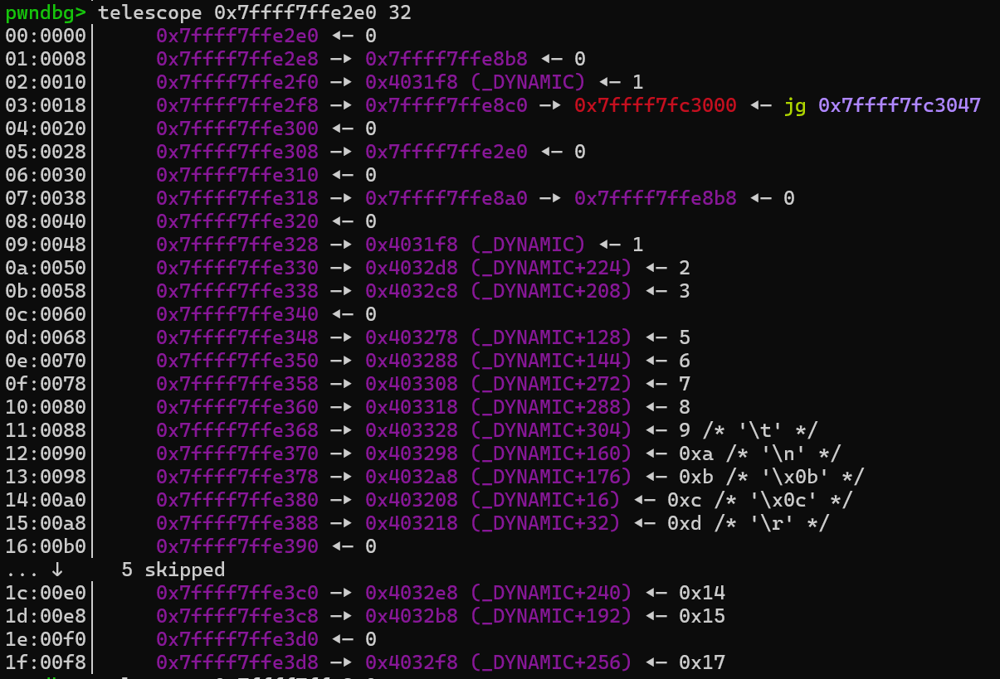 pwndbg> telescope 0x7ffff7ffe2e0 32
00:0000│ 0x7ffff7ffe2e0 ◂— 0
01:0008│ 0x7ffff7ffe2e8 —▸ 0x7ffff7ffe8b8 ◂— 0
02:0010│ 0x7ffff7ffe2f0 —▸ 0x4031f8 (_DYNAMIC) ◂— 1
03:0018│ 0x7ffff7ffe2f8 —▸ 0x7ffff7ffe8c0 —▸ 0x7ffff7fc3000 ◂— jg 0x7ffff7fc3047
04:0020│ 0x7ffff7ffe300 ◂— 0
05:0028│ 0x7ffff7ffe308 —▸ 0x7ffff7ffe2e0 ◂— 0
06:0030│ 0x7ffff7ffe310 ◂— 0
07:0038│ 0x7ffff7ffe318 —▸ 0x7ffff7ffe8a0 —▸ 0x7ffff7ffe8b8 ◂— 0
08:0040│ 0x7ffff7ffe320 ◂— 0
09:0048│ 0x7ffff7ffe328 —▸ 0x4031f8 (_DYNAMIC) ◂— 1
0a:0050│ 0x7ffff7ffe330 —▸ 0x4032d8 (_DYNAMIC+224) ◂— 2
0b:0058│ 0x7ffff7ffe338 —▸ 0x4032c8 (_DYNAMIC+208) ◂— 3
0c:0060│ 0x7ffff7ffe340 ◂— 0
0d:0068│ 0x7ffff7ffe348 —▸ 0x403278 (_DYNAMIC+128) ◂— 5
0e:0070│ 0x7ffff7ffe350 —▸ 0x403288 (_DYNAMIC+144) ◂— 6
0f:0078│ 0x7ffff7ffe358 —▸ 0x403308 (_DYNAMIC+272) ◂— 7
10:0080│ 0x7ffff7ffe360 —▸ 0x403318 (_DYNAMIC+288) ◂— 8
11:0088│ 0x7ffff7ffe368 —▸ 0x403328 (_DYNAMIC+304) ◂— 9 /* '\t' */
12:0090│ 0x7ffff7ffe370 —▸ 0x403298 (_DYNAMIC+160) ◂— 0xa /* '\n' */
13:0098│ 0x7ffff7ffe378 —▸ 0x4032a8 (_DYNAMIC+176) ◂— 0xb /* '\x0b' */
14:00a0│ 0x7ffff7ffe380 —▸ 0x403208 (_DYNAMIC+16) ◂— 0xc /* '\x0c' */
15:00a8│ 0x7ffff7ffe388 —▸ 0x403218 (_DYNAMIC+32) ◂— 0xd /* '\r' */
16:00b0│ 0x7ffff7ffe390 ◂— 0
... ↓ 5 skipped
1c:00e0│ 0x7ffff7ffe3c0 —▸ 0x4032e8 (_DYNAMIC+240) ◂— 0x14
1d:00e8│ 0x7ffff7ffe3c8 —▸ 0x4032b8 (_DYNAMIC+192) ◂— 0x15
1e:00f0│ 0x7ffff7ffe3d0 ◂— 0
1f:00f8│ 0x7ffff7ffe3d8 —▸ 0x4032f8 (_DYNAMIC+256) ◂— 0x17